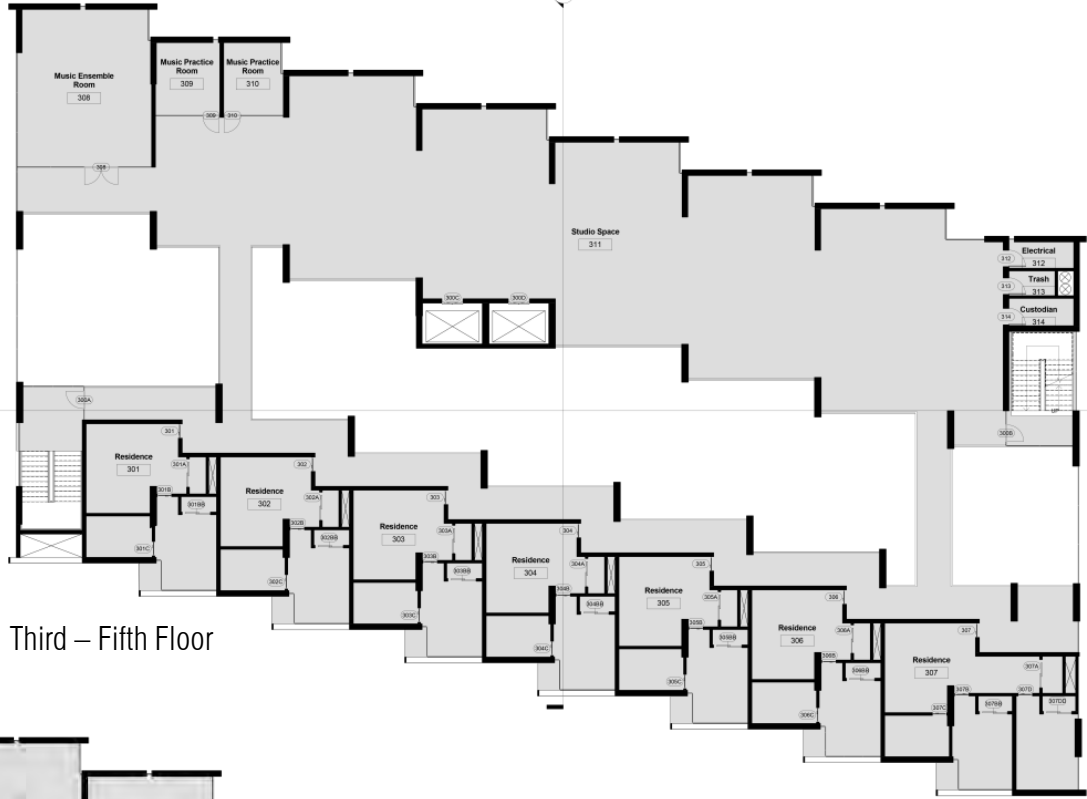 Music Ensemble
Room
308
Music Practice
Room
309
Music Practice
Room
310
309
310
308
Studio Space
311
300C
300D
312
Electrical
312
313
Trash
313
314
Custodian
314
UP
300A
300B
301
Residence
301
301A
301B
301BB
301C
302
Residence
302
302A
302B
302BB
302C
303
Residence
303
303A
303B
303BB
303C
304
Residence
304
304A
304B
304BB
304C
305
Residence
305
305A
305B
305BB
305C
306
Residence
306
306A
306B
306BB
306C
307
Residence
307
307A
307B
307D
307BB
307DD
307C
Third – Fifth Floor